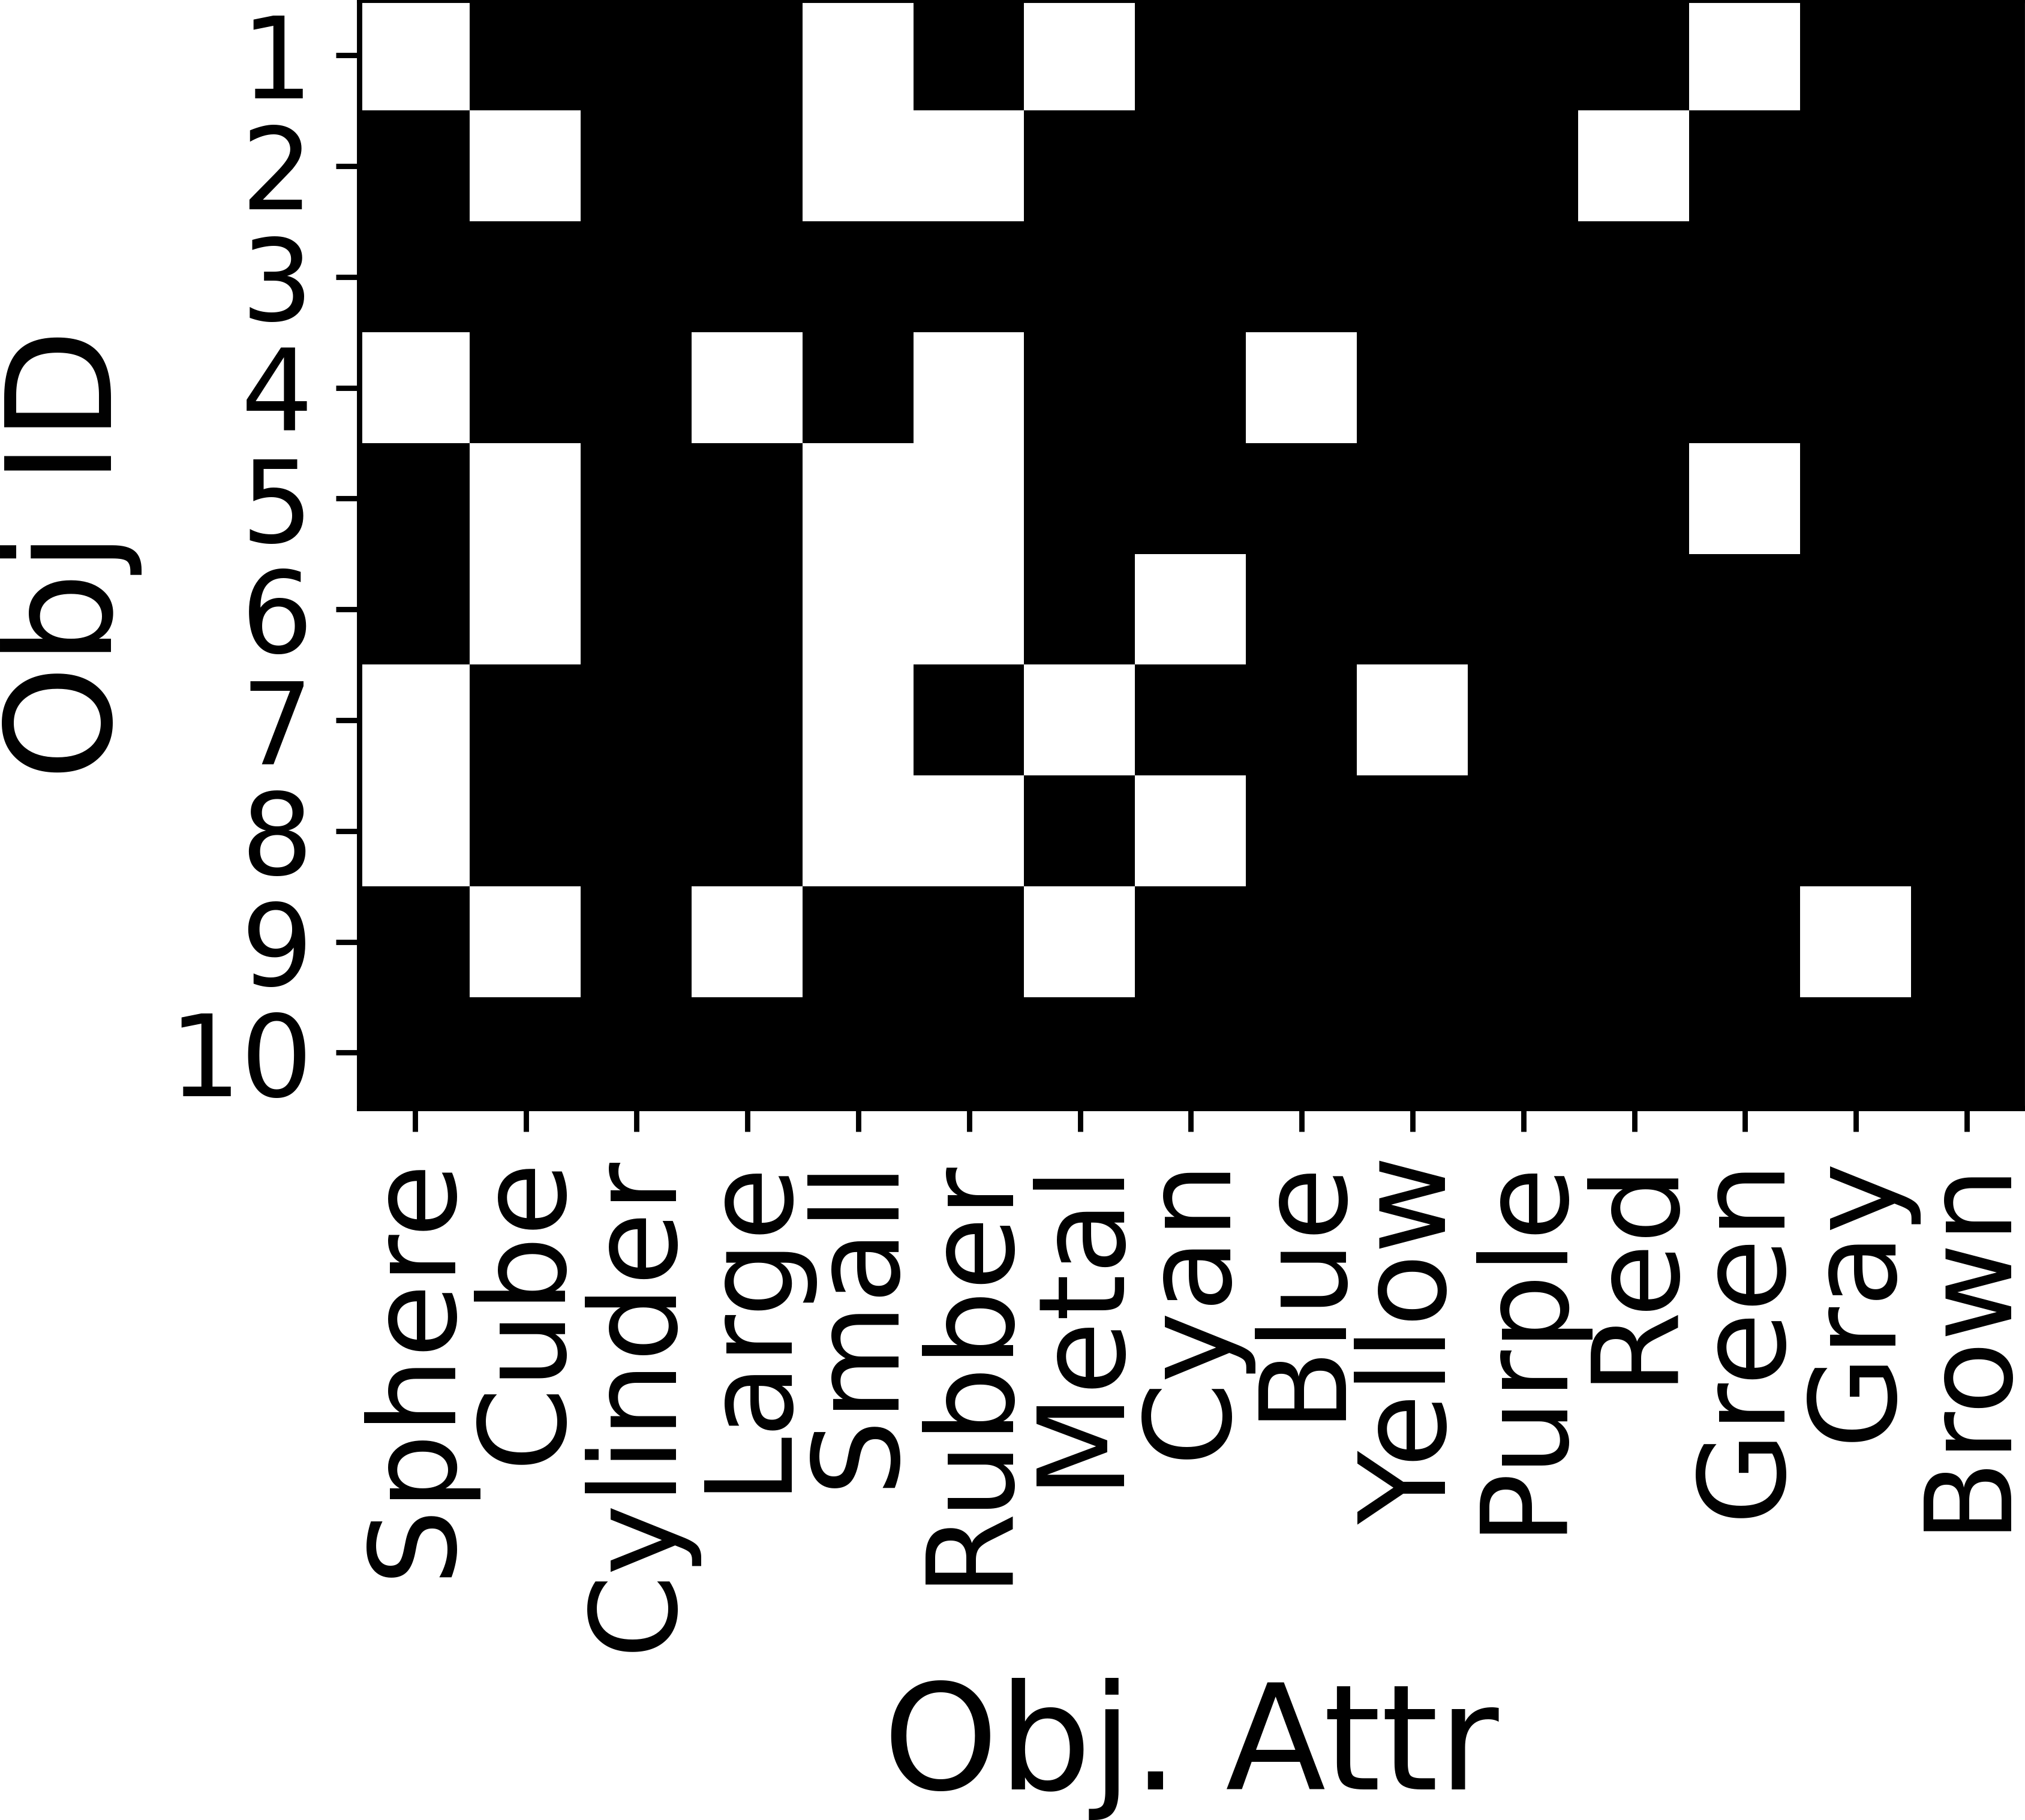 Obj ID
1
2
3
4
5
6
7
8
9
10
Sphere
Cube
Cylinder
Large
Small
Rubber
Metal
Cyan
Blue
Yellow
Purple
Red
Green
Gray
Brown
Obj. Attr